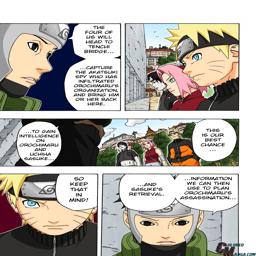 THE
FOUR OF
US WILL
HEAD TO
TENCHI
BRIDGE...
...CAPTURE
THE AKATSUKI
SPY WHO HAS
INFILTRATED
OROCHIMARU'S
ORGANIZATION,
AND BRING HIM
OR HER BACK
HERE.
THIS IS
OUR BEST
CHANCE
...
...TO GAIN
INTELLIGENCE
ON
OROCHIMARU
AND
UCHIHA
SASUKE...
...INFORMATION
WE CAN THEN
USE TO PLAN
OROCHIMARU'S
ASSASSINATION...
...AND
SASUKE'S
RETRIEVAL.
SO
KEEP
THAT
IN
MIND!